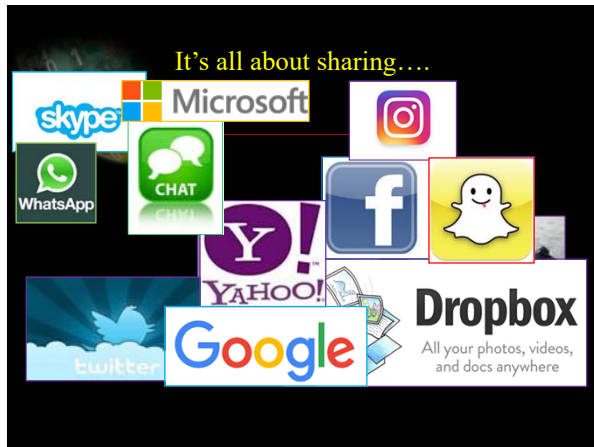 It's all about sharing….
skype
Microsoft
WhatsApp
CHAT
f
Y!
YAHOO!
twitter
Google
Dropbox
All your photos, videos,
and docs anywhere